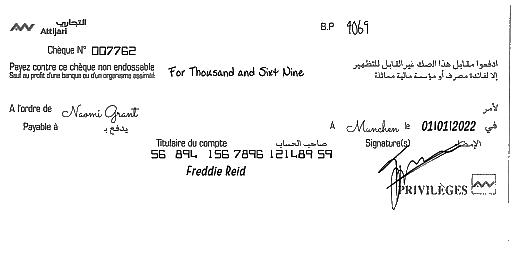 التجاري
Attijari
B.P 9069
Chèque N° 007762
Payez contre ce chèque non endossable
Sauf au profit d'une banque ou d'un organisme assimilé
For Thousand and Sixt Nine
ادفعوا مقابل هذا الصك غير القابل للتظهير
إلا لفائدة مصرف أو مؤسسة مالية مماثلة
A l'ordre de Naomi Grant لأمر
Payable à يدفع بـ
A Munchen le 01/01/2022 في
Titulaire du compte صاحب الحساب
Signature(s) الإمضاء
56 894 156 7896 121489 59
Freddie Reid
PRIVILÈGES